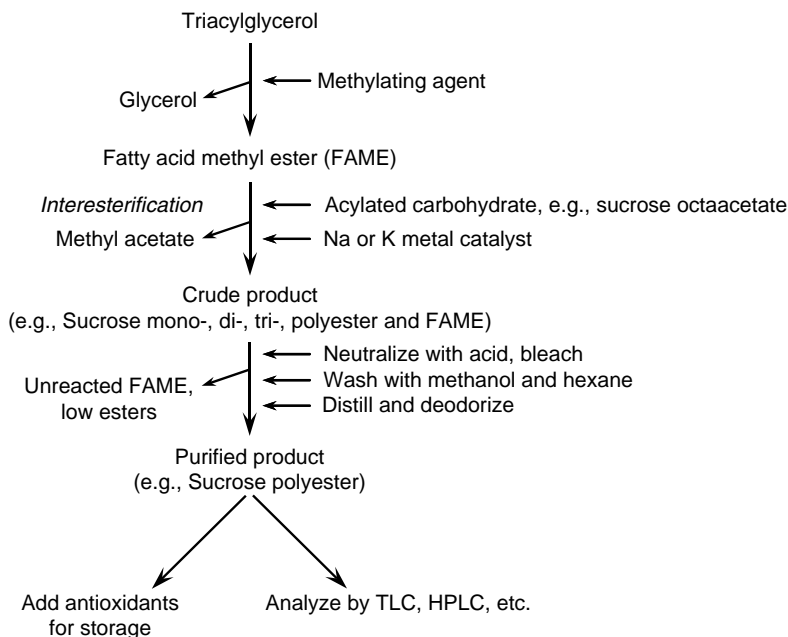 Triacylglycerol
Methylating agent
Glycerol
Fatty acid methyl ester (FAME)
Interesterification
Acylated carbohydrate, e.g., sucrose octaacetate
Methyl acetate
Na or K metal catalyst
Crude product
(e.g., Sucrose mono-, di-, tri-, polyester and FAME)
Neutralize with acid, bleach
Unreacted FAME,
low esters
Wash with methanol and hexane
Distill and deodorize
Purified product
(e.g., Sucrose polyester)
Add antioxidants
for storage
Analyze by TLC, HPLC, etc.